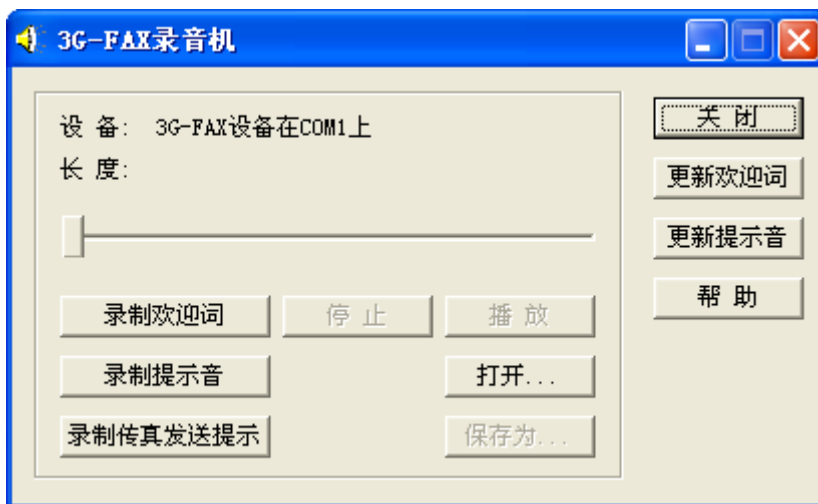 3G-FAX录音机
设 备: 3G-FAX设备在COM1上
长 度:
录制欢迎词 停 止 播 放
录制提示音 打开...
录制传真发送提示 保存为...
关 闭
更新欢迎词
更新提示音
帮 助